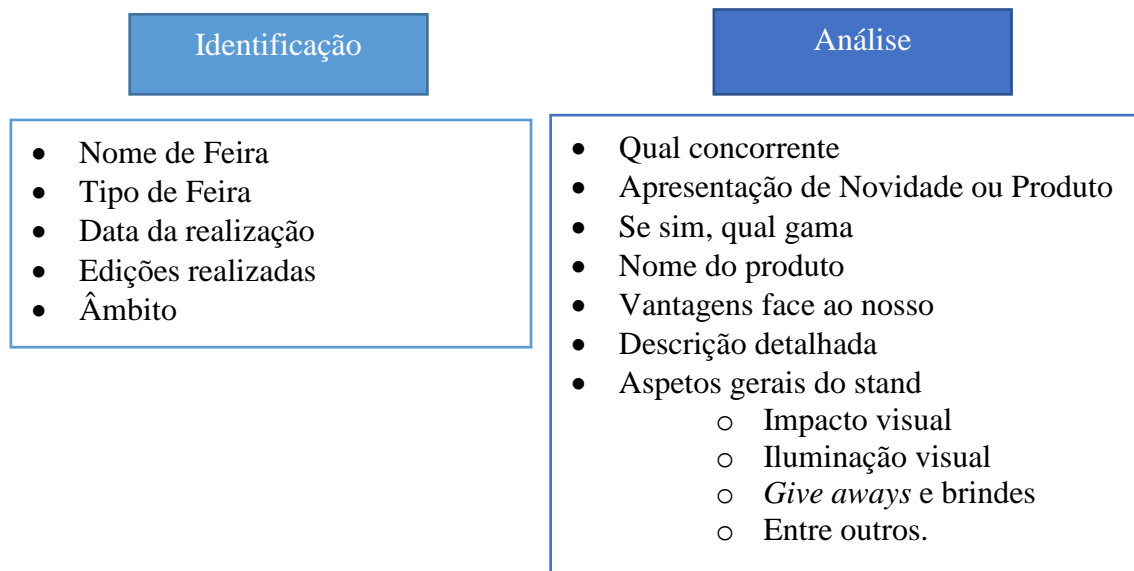 Identificação
• Nome de Feira
• Tipo de Feira
• Data da realização
• Edições realizadas
• Âmbito
Análise
• Qual concorrente
• Apresentação de Novidade ou Produto
• Se sim, qual gama
• Nome do produto
• Vantagens face ao nosso
• Descrição detalhada
• Aspetos gerais do stand
o Impacto visual
o Iluminação visual
o Give aways e brindes
o Entre outros.